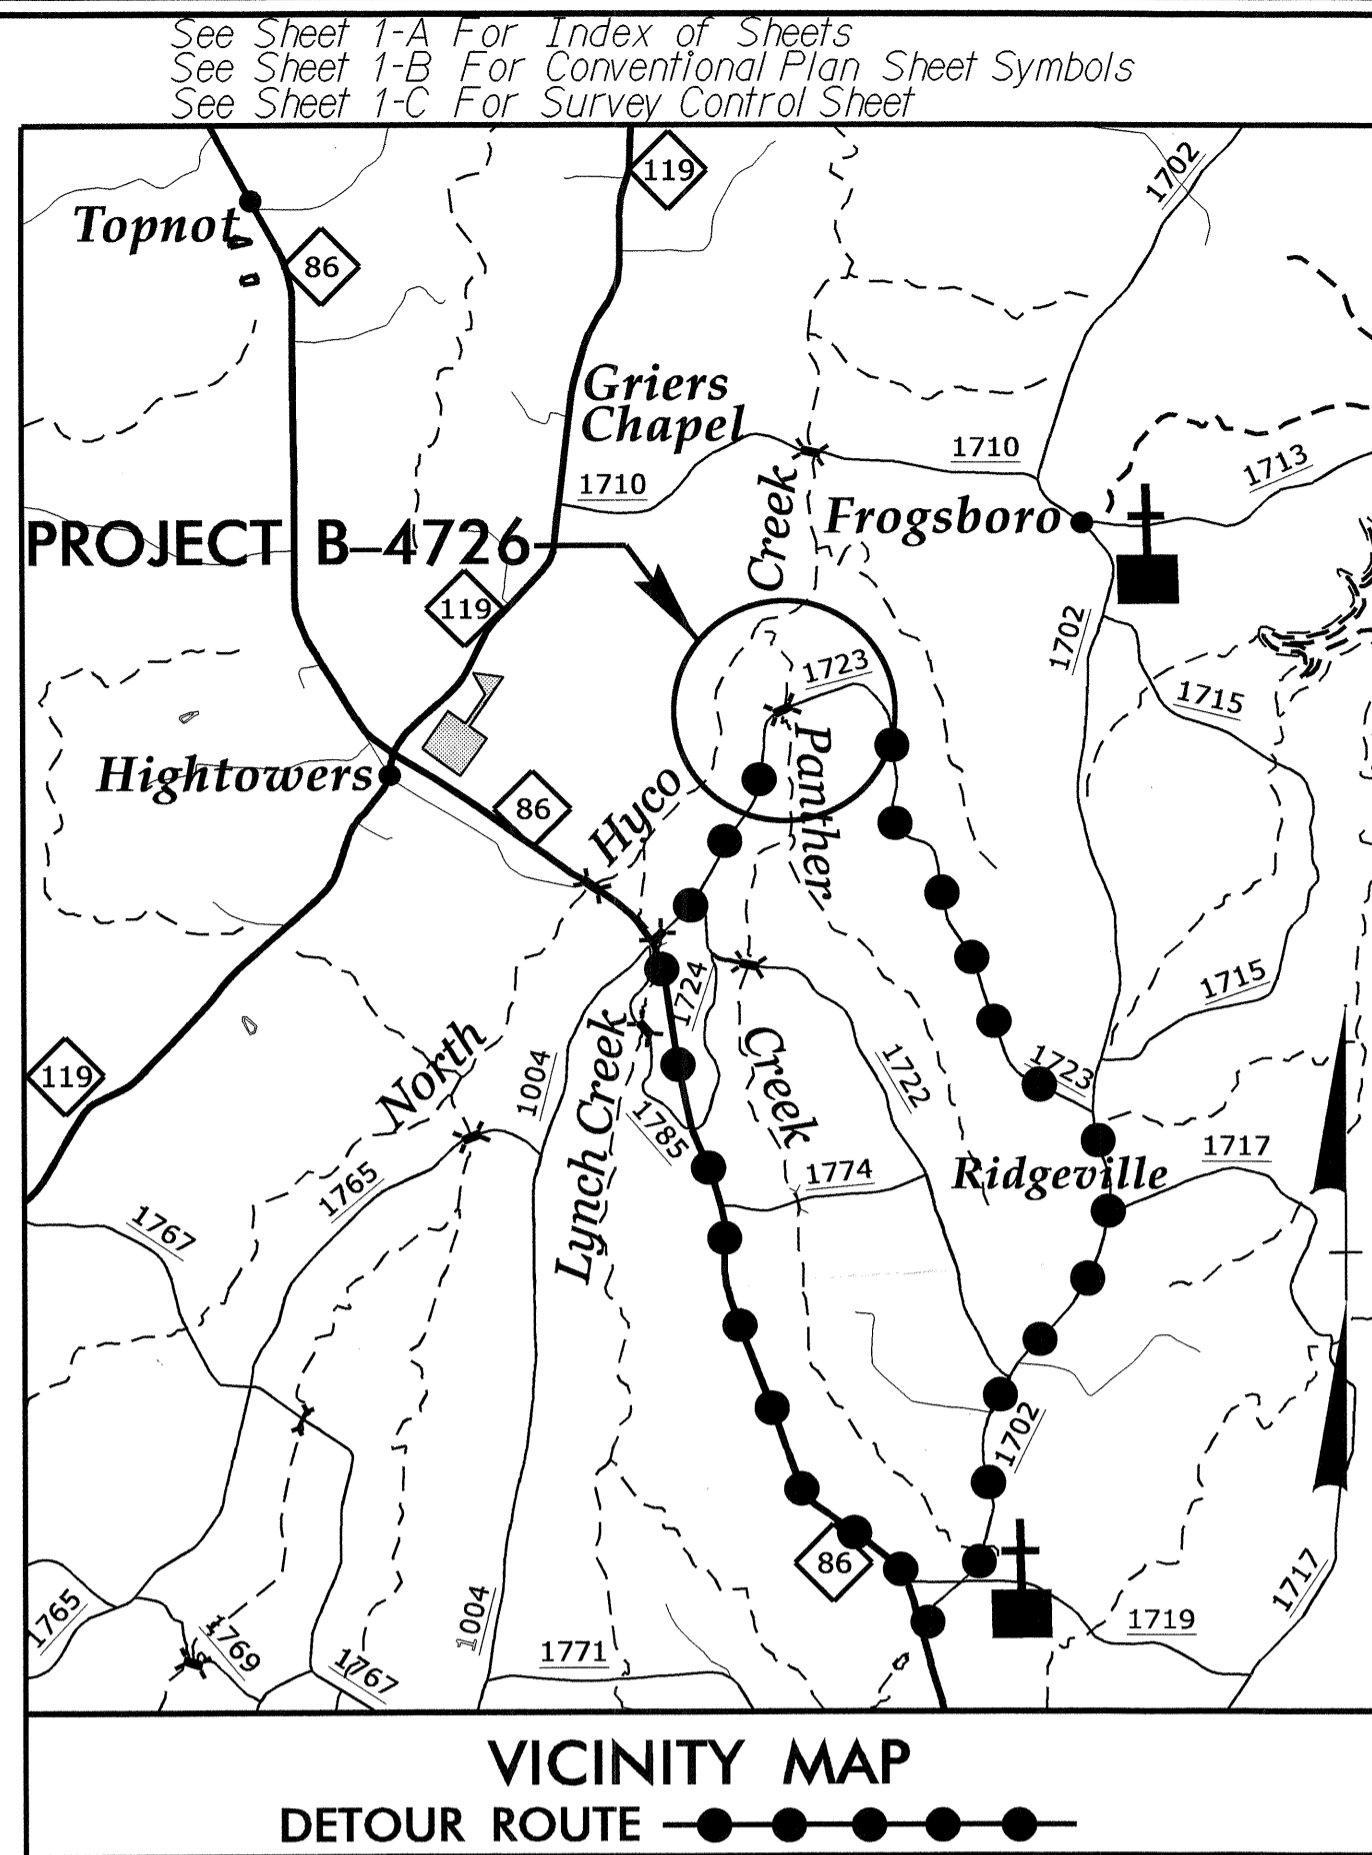 See Sheet 1-A For Index of Sheets
See Sheet 1-B For Conventional Plan Sheet Symbols
See Sheet 1-C For Survey Control Sheet
119
1702
Topnot
86
Griers
Chapel
1710
1710
1713
Creek
Frogsboro
PROJECT B-4726
119
1702
1723
1715
Panther
Hightowers
86
Hyco
1724
1715
North
1004
Lynch Creek
Creek
1722
1723
119
1785
1717
1774
Ridgeville
1765
1767
1702
86
1765
1769
1767
1004
1771
1719
1717
VICINITY MAP
DETOUR ROUTE